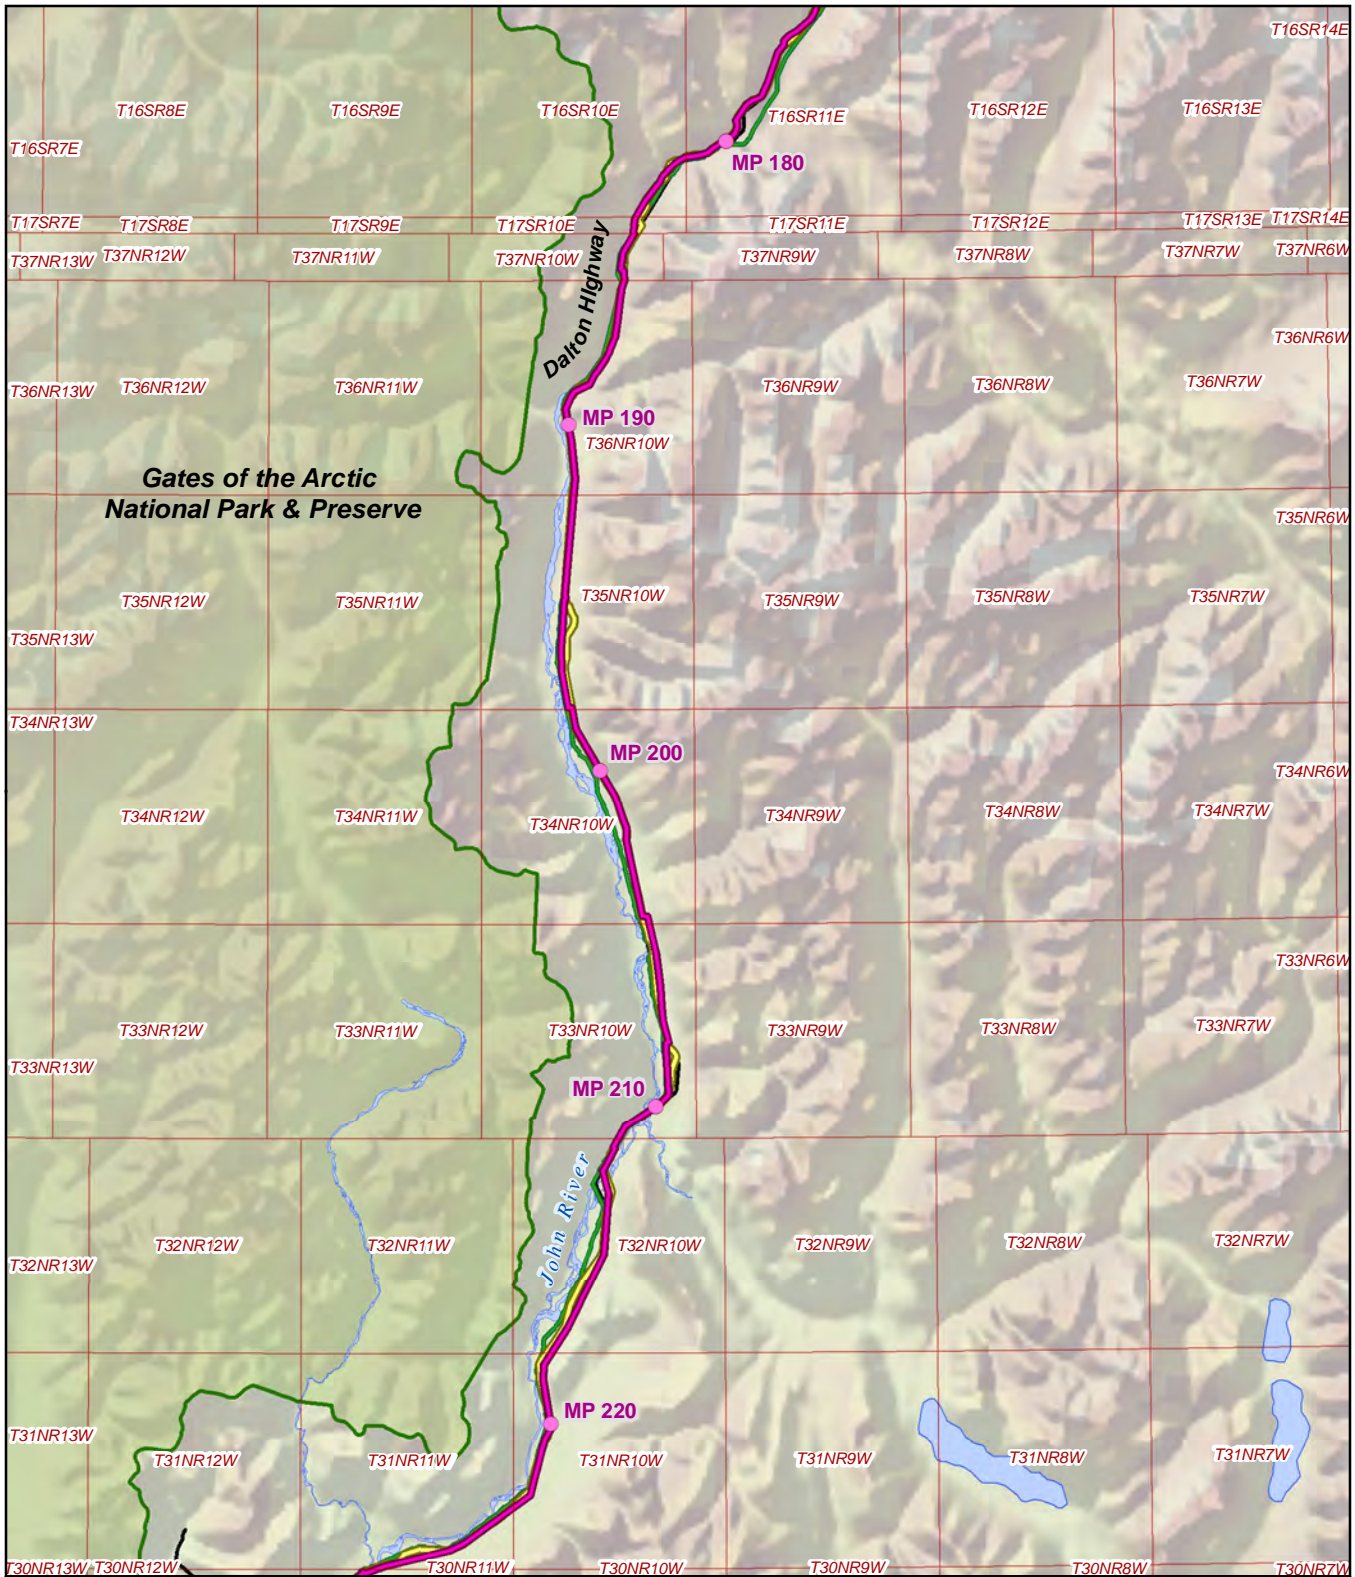 T16SR14E
T16SR8E
T16SR9E
T16SR10E
T16SR11E
T16SR12E
T16SR13E
T16SR7E
MP 180
T17SR7E
T17SR8E
T17SR9E
T17SR10E
T17SR11E
T17SR12E
T17SR13E
T17SR14E
T37NR13W
T37NR12W
T37NR11W
T37NR10W
T37NR9W
T37NR8W
T37NR7W
T37NR6W
Dalton HIghway
T36NR6W
T36NR13W
T36NR12W
T36NR11W
T36NR9W
T36NR8W
T36NR7W
MP 190
T36NR10W
Gates of the Arctic
National Park & Preserve
T35NR6W
T35NR12W
T35NR11W
T35NR10W
T35NR9W
T35NR8W
T35NR7W
T35NR13W
T34NR13W
MP 200
T34NR6W
T34NR12W
T34NR11W
T34NR10W
T34NR9W
T34NR8W
T34NR7W
T33NR6W
T33NR12W
T33NR11W
T33NR10W
T33NR9W
T33NR8W
T33NR7W
T33NR13W
MP 210
John River
T32NR13W
T32NR12W
T32NR11W
T32NR10W
T32NR9W
T32NR8W
T32NR7W
MP 220
T31NR13W
T31NR12W
T31NR11W
T31NR10W
T31NR9W
T31NR8W
T31NR7W
T30NR13W
T30NR12W
T30NR11W
T30NR10W
T30NR9W
T30NR8W
T30NR7W